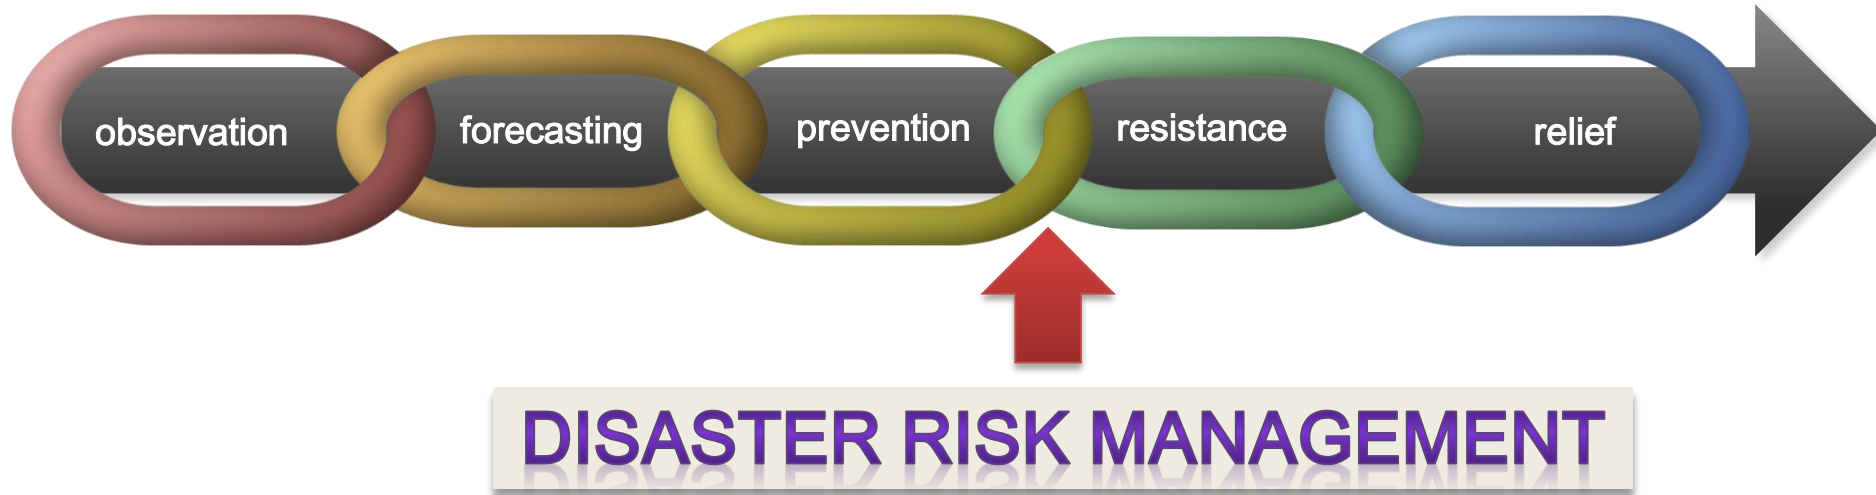 observation
forecasting
prevention
resistance
relief
DISASTER RISK MANAGEMENT